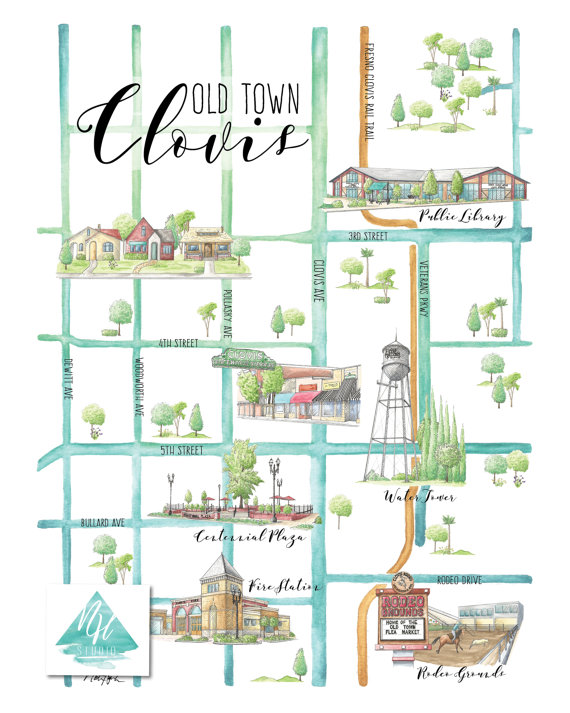 OLD TOWN
Clovis
FRESNO CLOVIS RAIL TRAIL
Public Library
3RD STREET
CLOVIS AVE
VETERANS PKWY
POLLASKY AVE
4TH STREET
DEWITT AVE
WOODWORTH AVE
CLOVIS
5TH STREET
Water Tower
Centennial Plaza
BULLARD AVE
Fire Station
RODEO DRIVE
RODEO
GROUNDS
HOME OF THE
OLD TOWN
FLEA MARKET
Rodeo Grounds
NH
STUDIO